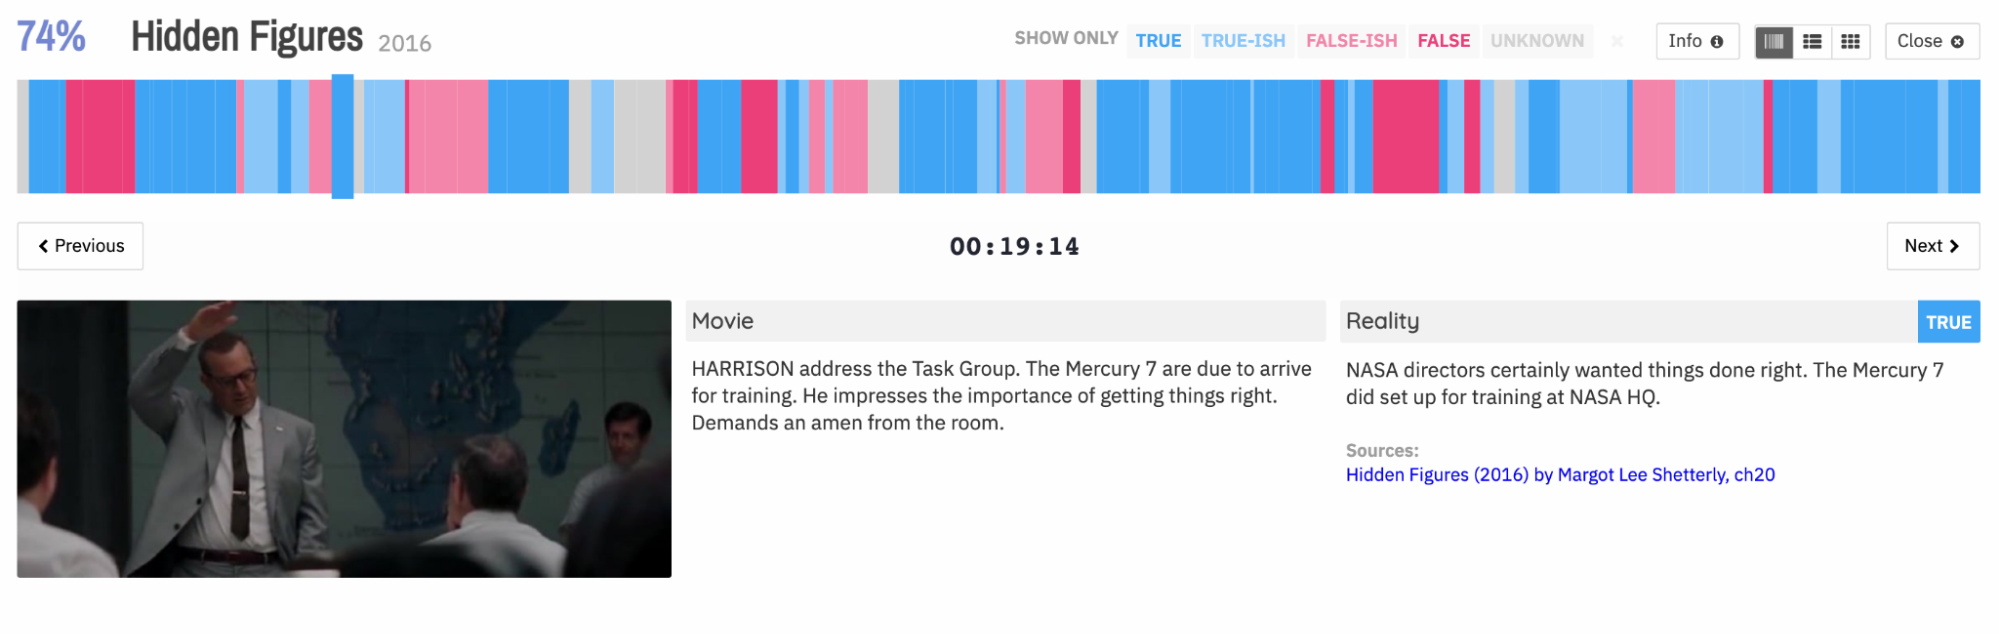 74% Hidden Figures 2016
SHOW ONLY TRUE TRUE-ISH FALSE-ISH FALSE UNKNOWN × Info Close
Previous
00:19:14
Next
Movie
HARRISON address the Task Group. The Mercury 7 are due to arrive
for training. He impresses the importance of getting things right.
Demands an amen from the room.
Reality
TRUE
NASA directors certainly wanted things done right. The Mercury 7
did set up for training at NASA HQ.
Sources:
Hidden Figures (2016) by Margot Lee Shetterly, ch20